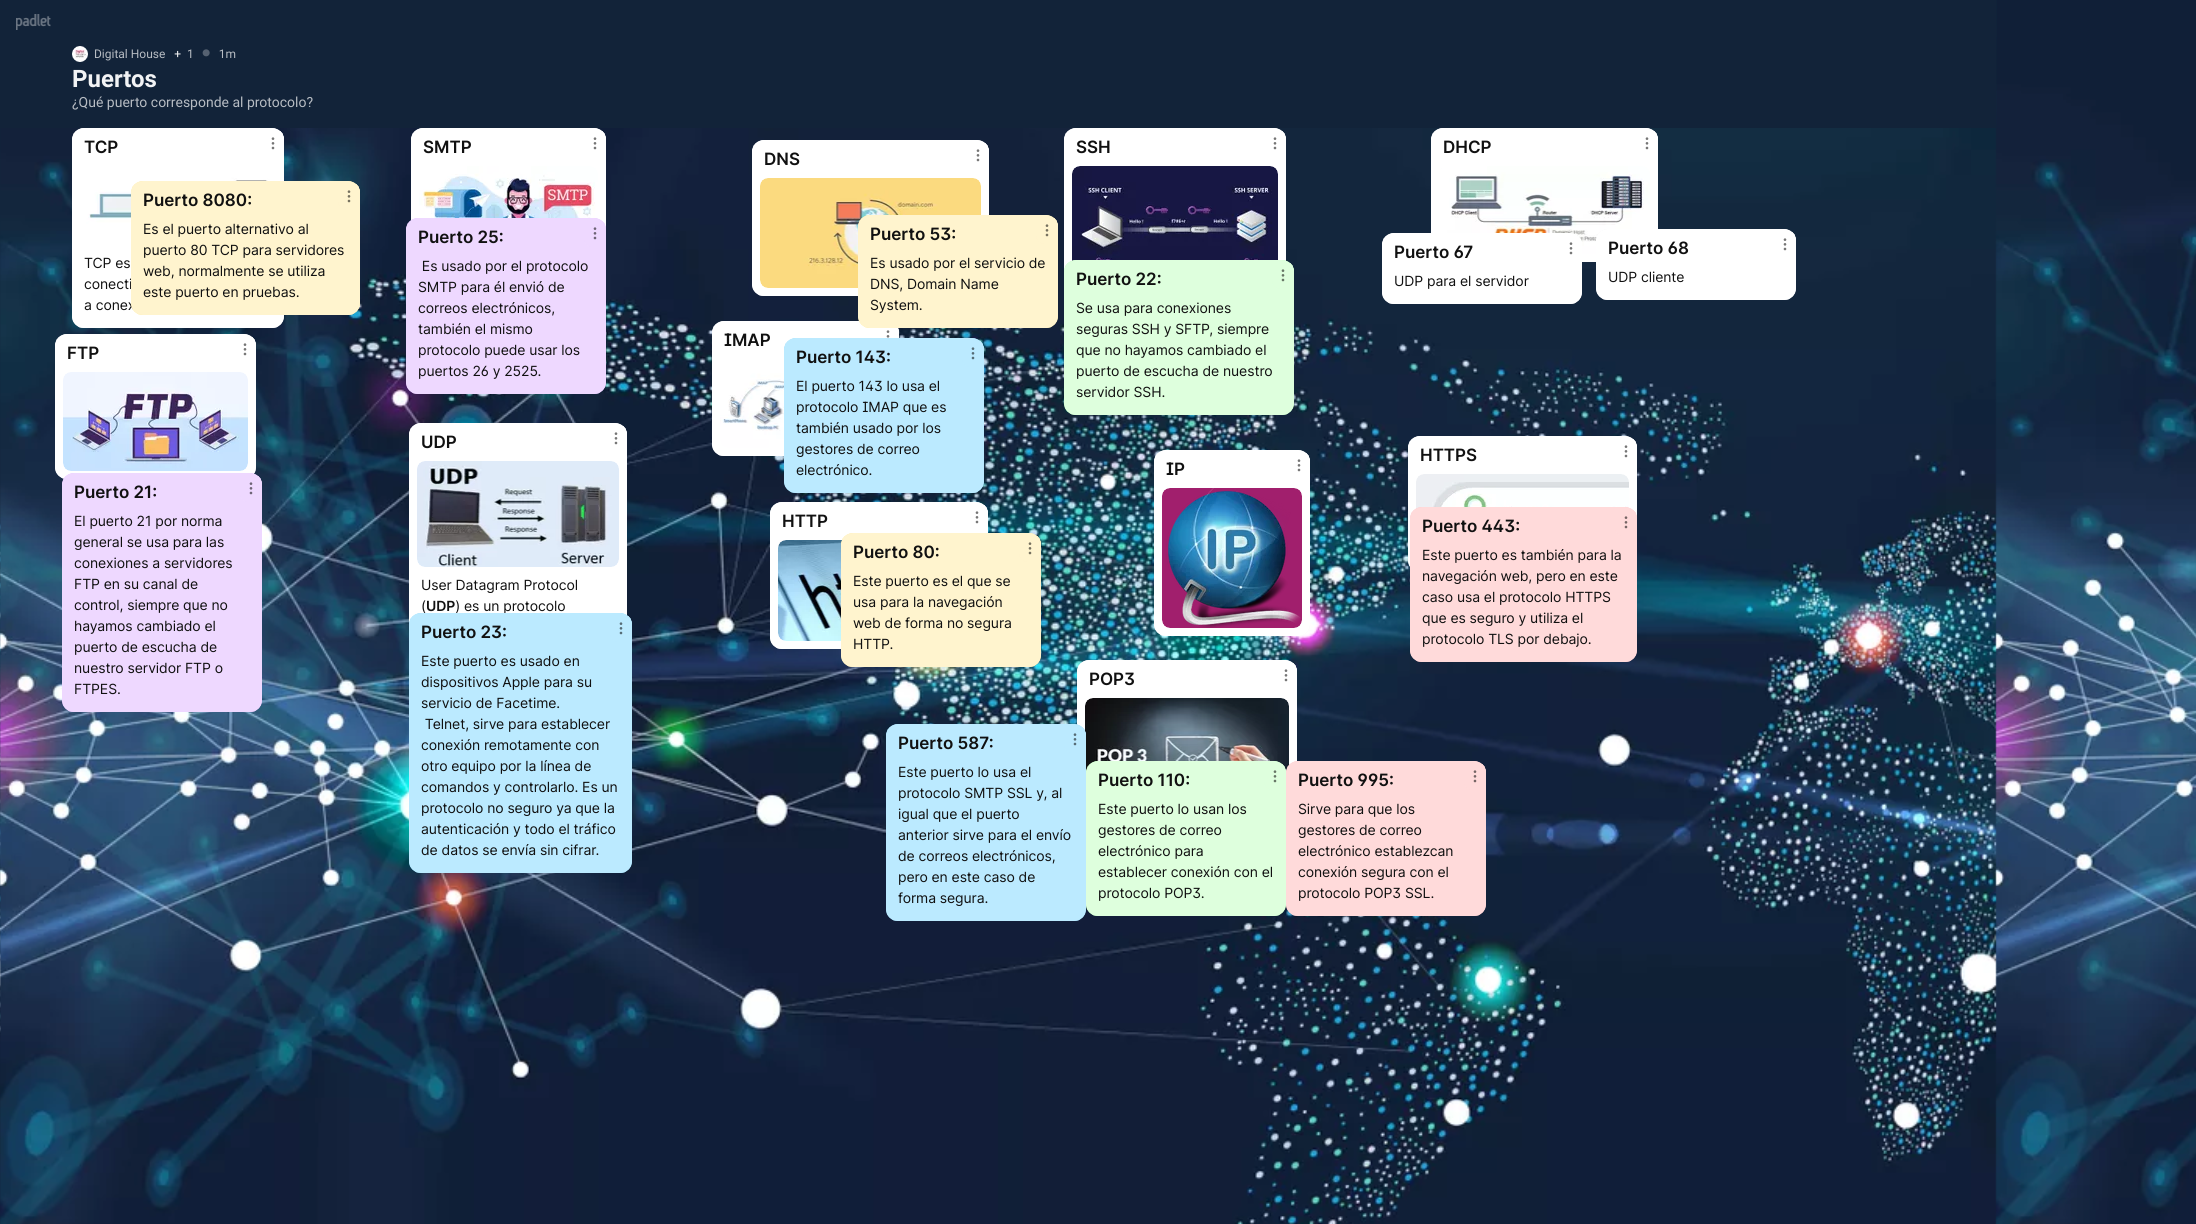 padlet
Digital House + 1 1m
Puertos
¿Qué puerto corresponde al protocolo?
TCP
TCP es
conecti
a conex
Puerto 8080:
Es el puerto alternativo al
puerto 80 TCP para servidores
web, normalmente se utiliza
este puerto en pruebas.
FTP
FTP
Puerto 21:
El puerto 21 por norma
general se usa para las
conexiones a servidores
FTP en su canal de
control, siempre que no
hayamos cambiado el
puerto de escucha de
nuestro servidor FTP o
FTPES.
SMTP
SMTP
Puerto 25:
Es usado por el protocolo
SMTP para él envió de
correos electrónicos,
también el mismo
protocolo puede usar los
puertos 26 y 2525.
UDP
UDP
Request
Response
Response
Client
Server
User Datagram Protocol
(UDP) es un protocolo
Puerto 23:
Este puerto es usado en
dispositivos Apple para su
servicio de Facetime.
Telnet, sirve para establecer
conexión remotamente con
otro equipo por la línea de
comandos y controlarlo. Es un
protocolo no seguro ya que la
autenticación y todo el tráfico
de datos se envía sin cifrar.
DNS
domain.com
216.3.128.12
Puerto 53:
Es usado por el servicio de
DNS, Domain Name
System.
IMAP
Puerto 143:
El puerto 143 lo usa el
protocolo IMAP que es
también usado por los
gestores de correo
electrónico.
HTTP
Puerto 80:
Este puerto es el que se
usa para la navegación
web de forma no segura
HTTP.
SSH
SSH CLIENT
SSH SERVER
Puerto 22:
Se usa para conexiones
seguras SSH y SFTP, siempre
que no hayamos cambiado el
puerto de escucha de nuestro
servidor SSH.
IP
IP
POP3
POP 3
Puerto 587:
Este puerto lo usa el
protocolo SMTP SSL y, al
igual que el puerto
anterior sirve para el envío
de correos electrónicos,
pero en este caso de
forma segura.
Puerto 110:
Este puerto lo usan los
gestores de correo
electrónico para
establecer conexión con el
protocolo POP3.
Puerto 995:
Sirve para que los
gestores de correo
electrónico establezcan
conexión segura con el
protocolo POP3 SSL.
DHCP
DHCP Client
Router
DHCP Server
Puerto 67
UDP para el servidor
Puerto 68
UDP cliente
HTTPS
Puerto 443:
Este puerto es también para la
navegación web, pero en este
caso usa el protocolo HTTPS
que es seguro y utiliza el
protocolo TLS por debajo.